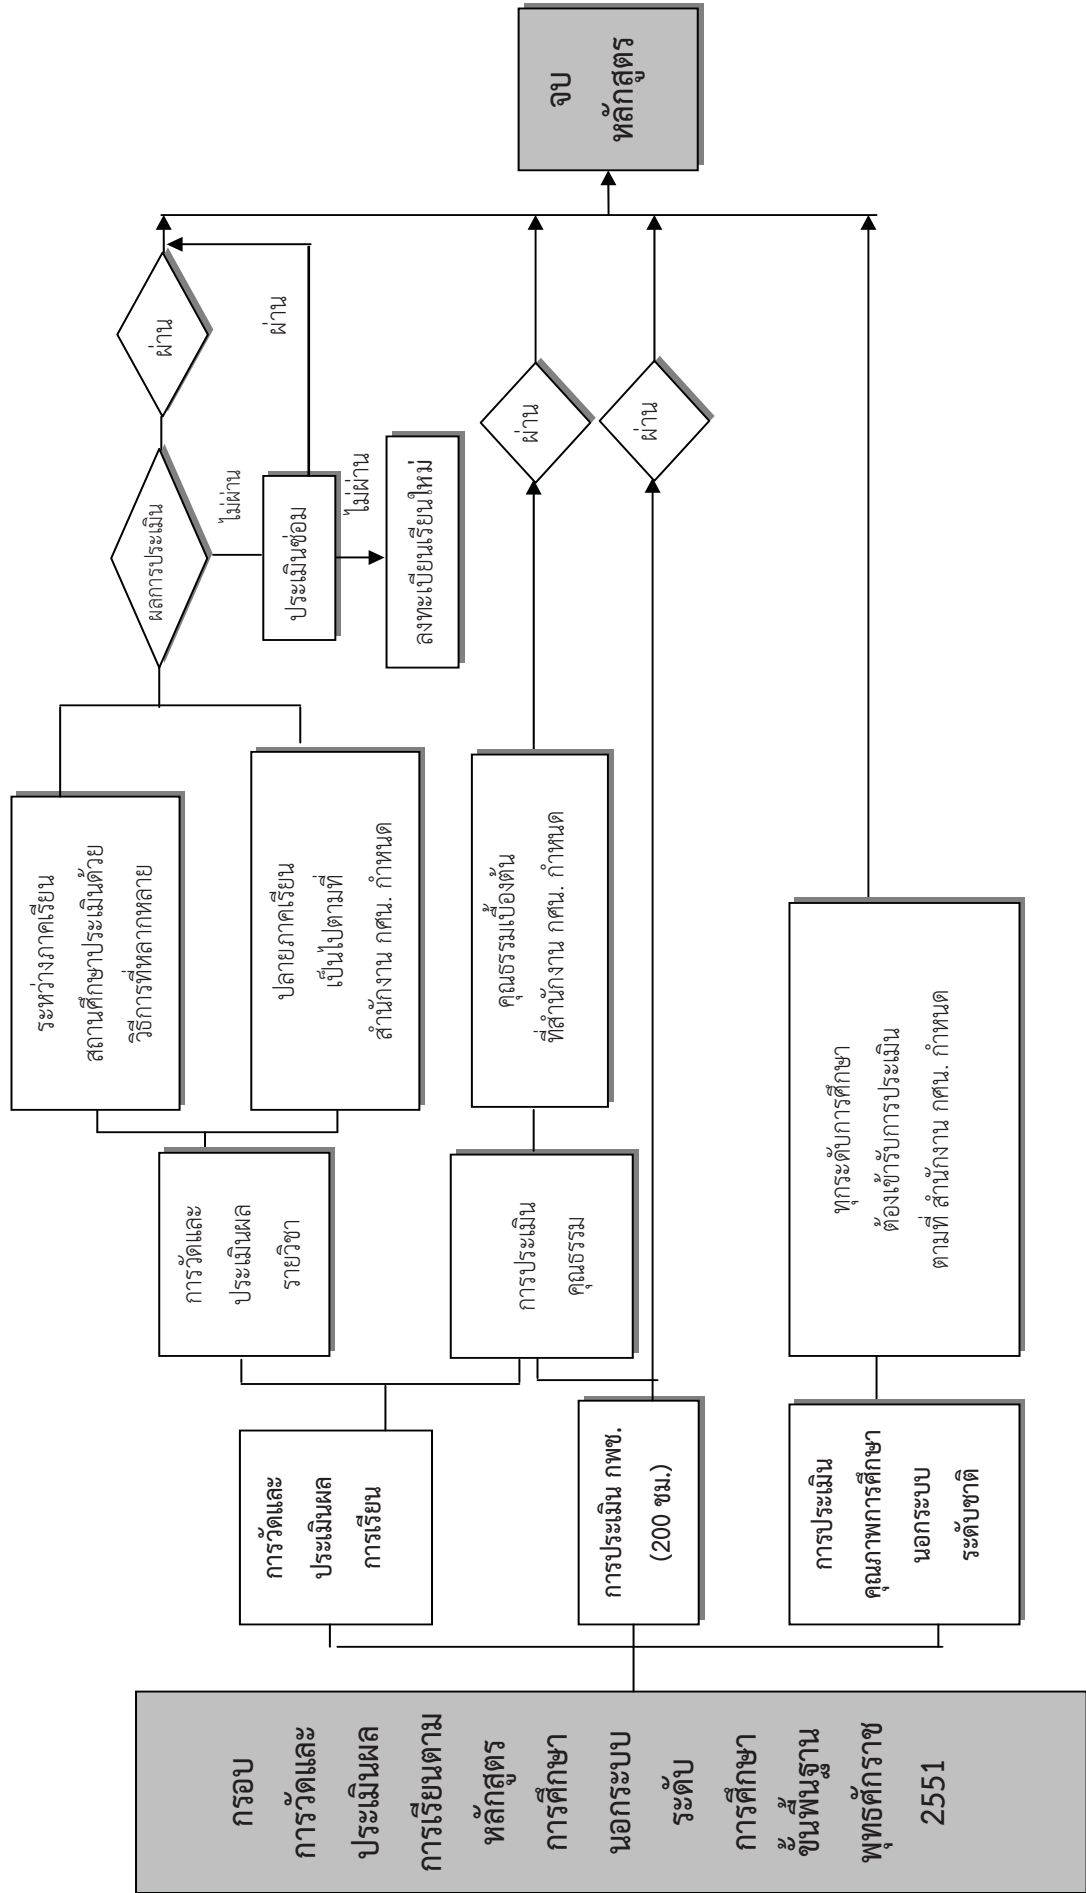 กรอบ
การวัดและ
ประเมินผล
การเรียนตาม
หลักสูตร
การศึกษา
นอกระบบ
ระดับ
การศึกษา
ขั้นพื้นฐาน
พุทธศักราช
2551
การวัดและ
ประเมินผล
การเรียน
การประเมิน กพช.
(200 ชม.)
การประเมิน
คุณภาพการศึกษา
นอกระบบ
ระดับชาติ
การวัดและ
ประเมินผล
รายวิชา
การประเมิน
คุณธรรม
ระหว่างภาคเรียน
สถานศึกษาประเมินด้วย
วิธีการที่หลากหลาย
ปลายภาคเรียน
เป็นไปตามที่
สำนักงาน กศน. กำหนด
คุณธรรมเบื้องต้น
ที่สำนักงาน กศน. กำหนด
ทุกระดับการศึกษา
ต้องเข้ารับการประเมิน
ตามที่ สำนักงาน กศน. กำหนด
ผลการประเมิน
ไม่ผ่าน
ประเมินซ่อม
ไม่ผ่าน
ลงทะเบียนเรียนใหม่
ผ่าน
ผ่าน
ผ่าน
ผ่าน
จบ
หลักสูตร